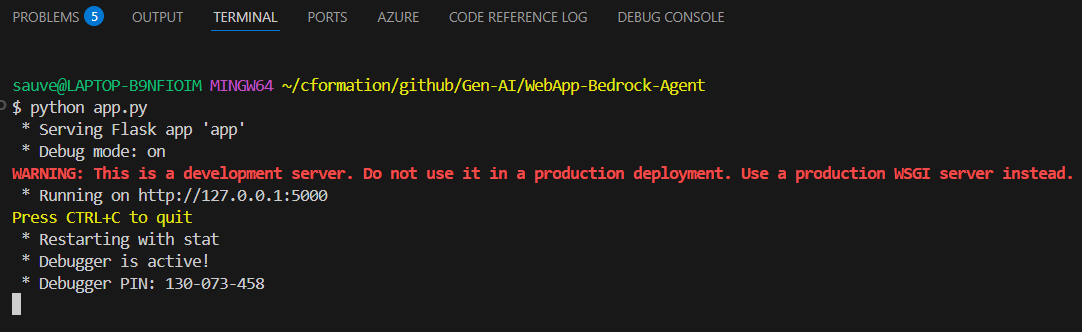 PROBLEMS 5 OUTPUT TERMINAL PORTS AZURE CODE REFERENCE LOG DEBUG CONSOLE
sauve@LAPTOP-B9NFIOIM MINGW64 ~/cformation/github/Gen-AI/WebApp-Bedrock-Agent
$ python app.py
* Serving Flask app 'app'
* Debug mode: on
WARNING: This is a development server. Do not use it in a production deployment. Use a production WSGI server instead.
* Running on http://127.0.0.1:5000
Press CTRL+C to quit
* Restarting with stat
* Debugger is active!
* Debugger PIN: 130-073-458